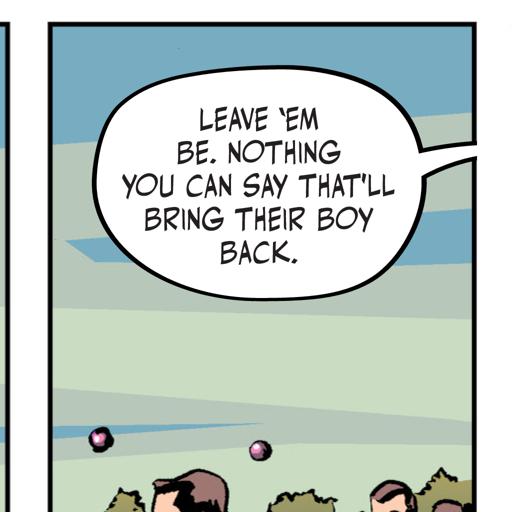 LEAVE 'EM
BE. NOTHING
YOU CAN SAY THAT'LL
BRING THEIR BOY
BACK.